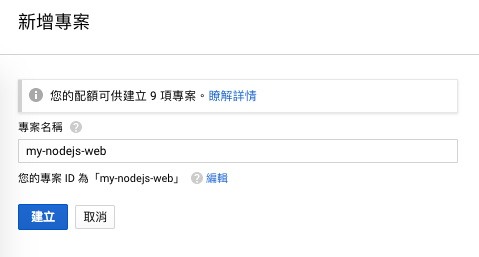 新增專案
您的配額可供建立 9 項專案。瞭解詳情
專案名稱
my-nodejs-web
您的專案 ID 為「my-nodejs-web」 編輯
建立 取消